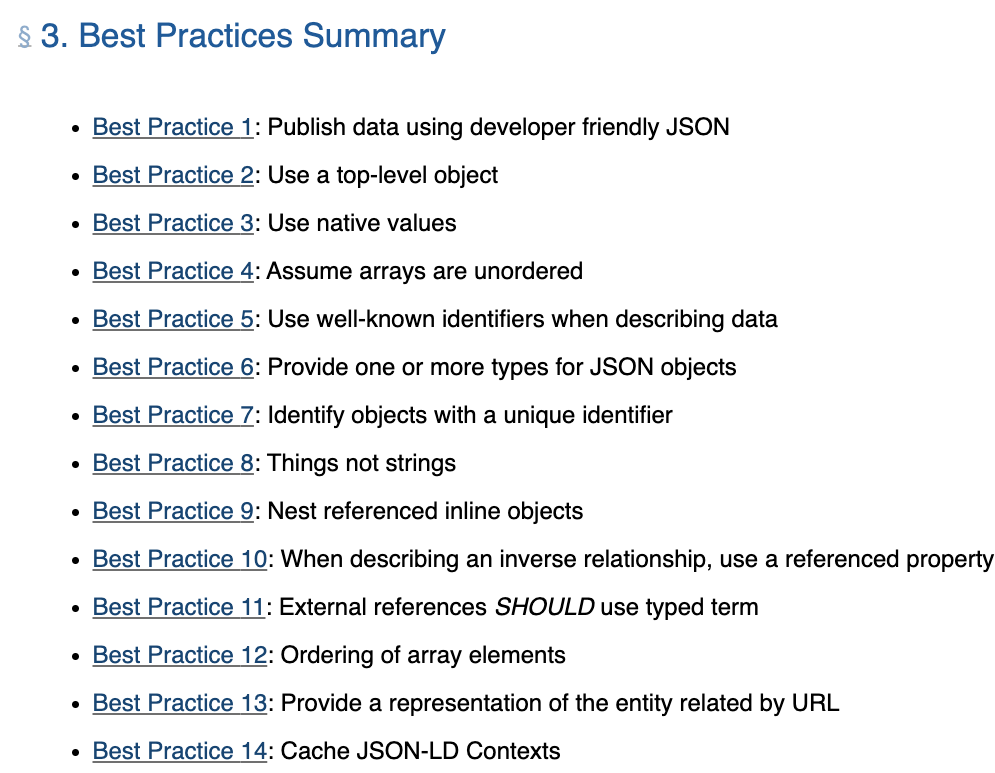 § 3. Best Practices Summary
• Best Practice 1: Publish data using developer friendly JSON
• Best Practice 2: Use a top-level object
• Best Practice 3: Use native values
• Best Practice 4: Assume arrays are unordered
• Best Practice 5: Use well-known identifiers when describing data
• Best Practice 6: Provide one or more types for JSON objects
• Best Practice 7: Identify objects with a unique identifier
• Best Practice 8: Things not strings
• Best Practice 9: Nest referenced inline objects
• Best Practice 10: When describing an inverse relationship, use a referenced property
• Best Practice 11: External references SHOULD use typed term
• Best Practice 12: Ordering of array elements
• Best Practice 13: Provide a representation of the entity related by URL
• Best Practice 14: Cache JSON-LD Contexts